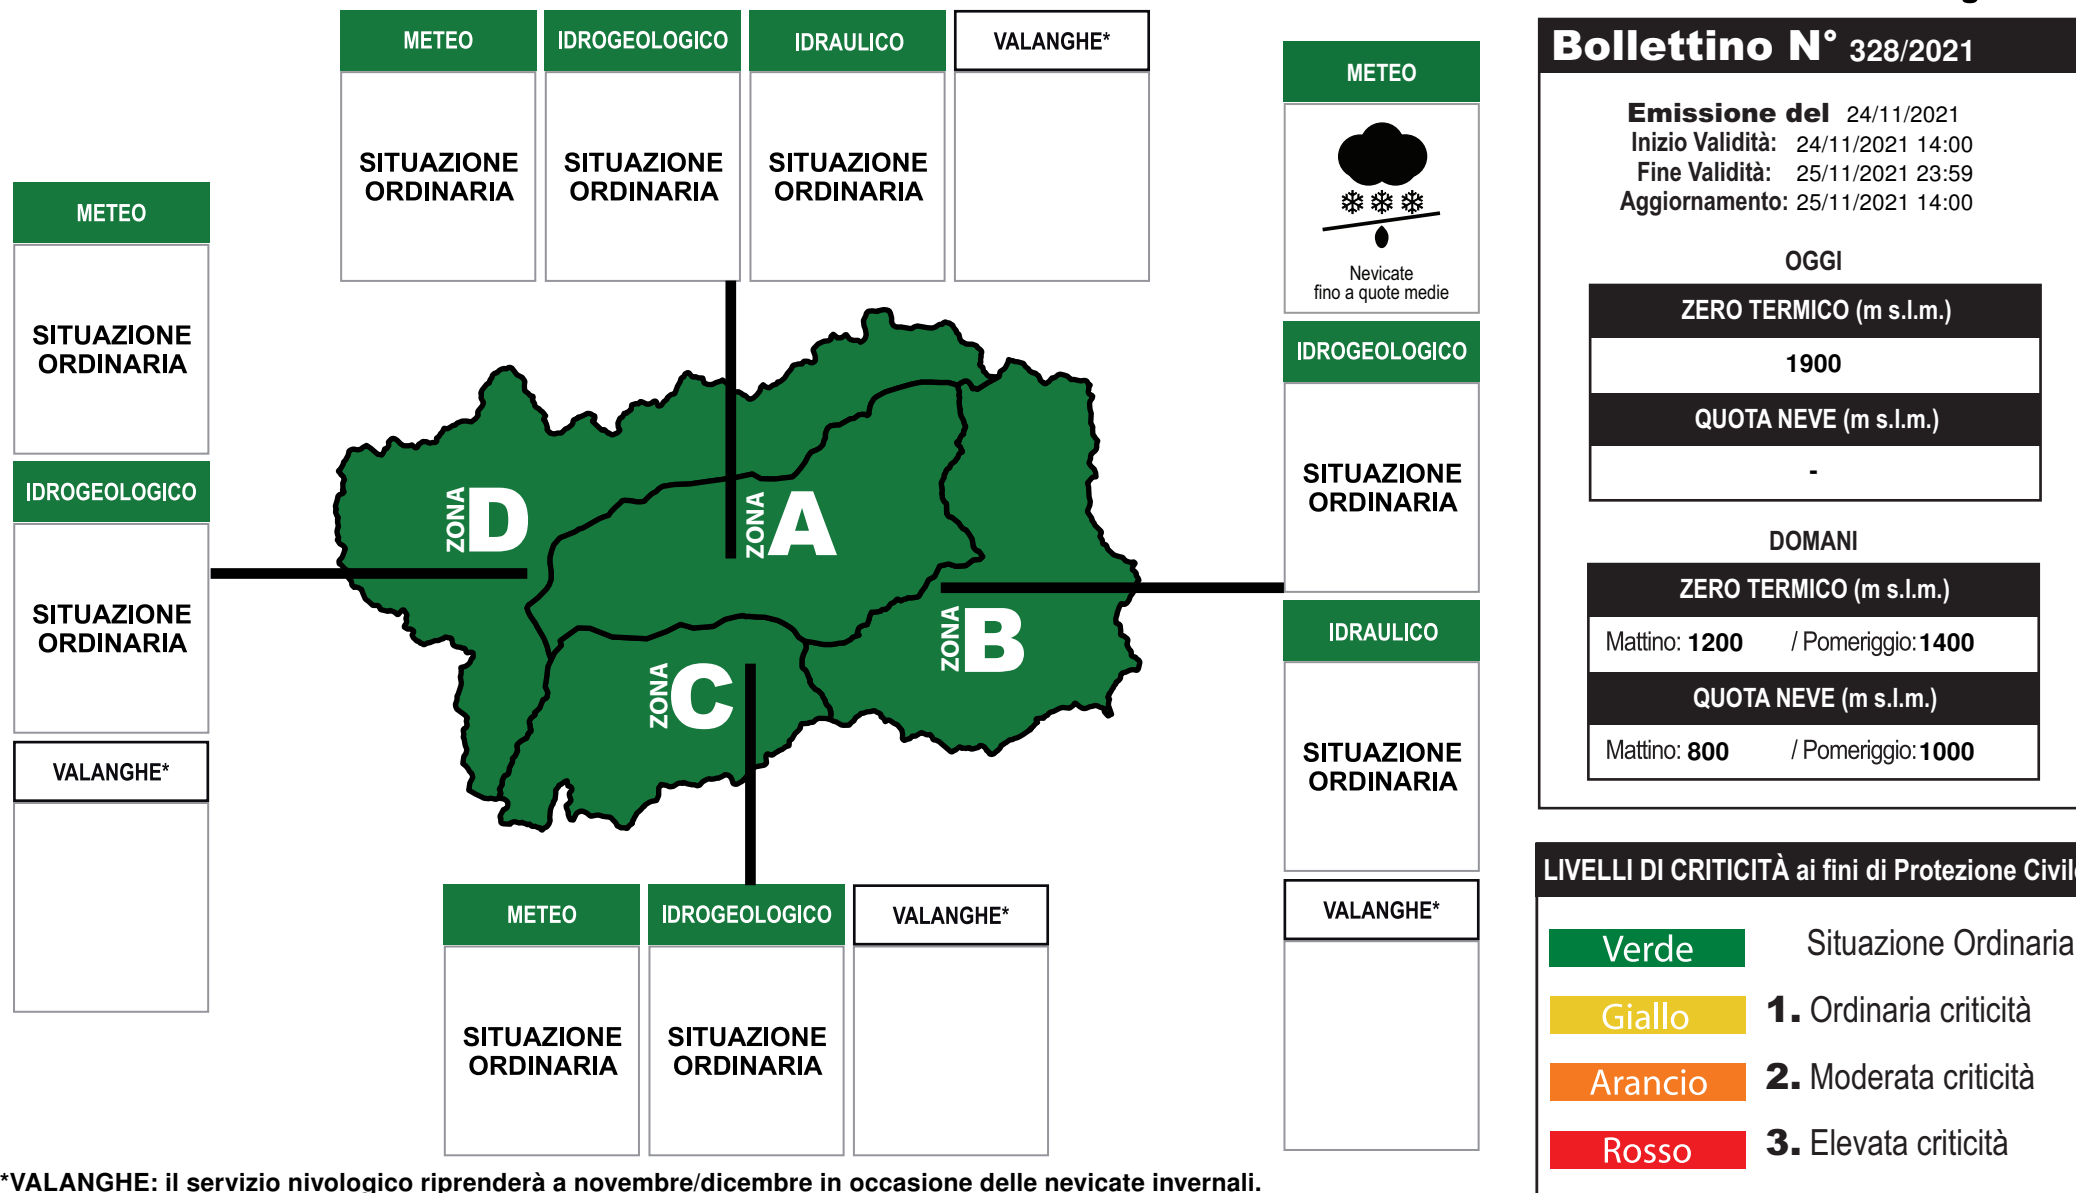 METEO
IDROGEOLOGICO
IDRAULICO
VALANGHE*
SITUAZIONE
ORDINARIA
SITUAZIONE
ORDINARIA
SITUAZIONE
ORDINARIA
METEO
SITUAZIONE
ORDINARIA
IDROGEOLOGICO
SITUAZIONE
ORDINARIA
VALANGHE*
ZONA D
ZONA A
ZONA B
ZONA C
METEO
Nevicate
fino a quote medie
IDROGEOLOGICO
SITUAZIONE
ORDINARIA
IDRAULICO
SITUAZIONE
ORDINARIA
VALANGHE*
METEO
IDROGEOLOGICO
VALANGHE*
SITUAZIONE
ORDINARIA
SITUAZIONE
ORDINARIA
*VALANGHE: il servizio nivologico riprenderà a novembre/dicembre in occasione delle nevicate invernali.
Bollettino N° 328/2021
Emissione del 24/11/2021
Inizio Validità: 24/11/2021 14:00
Fine Validità: 25/11/2021 23:59
Aggiornamento: 25/11/2021 14:00
OGGI
ZERO TERMICO (m s.l.m.)
1900
QUOTA NEVE (m s.l.m.)
-
DOMANI
ZERO TERMICO (m s.l.m.)
Mattino: 1200 / Pomeriggio: 1400
QUOTA NEVE (m s.l.m.)
Mattino: 800 / Pomeriggio: 1000
LIVELLI DI CRITICITÀ ai fini di Protezione Civile
Verde Situazione Ordinaria
Giallo 1. Ordinaria criticità
Arancio 2. Moderata criticità
Rosso 3. Elevata criticità